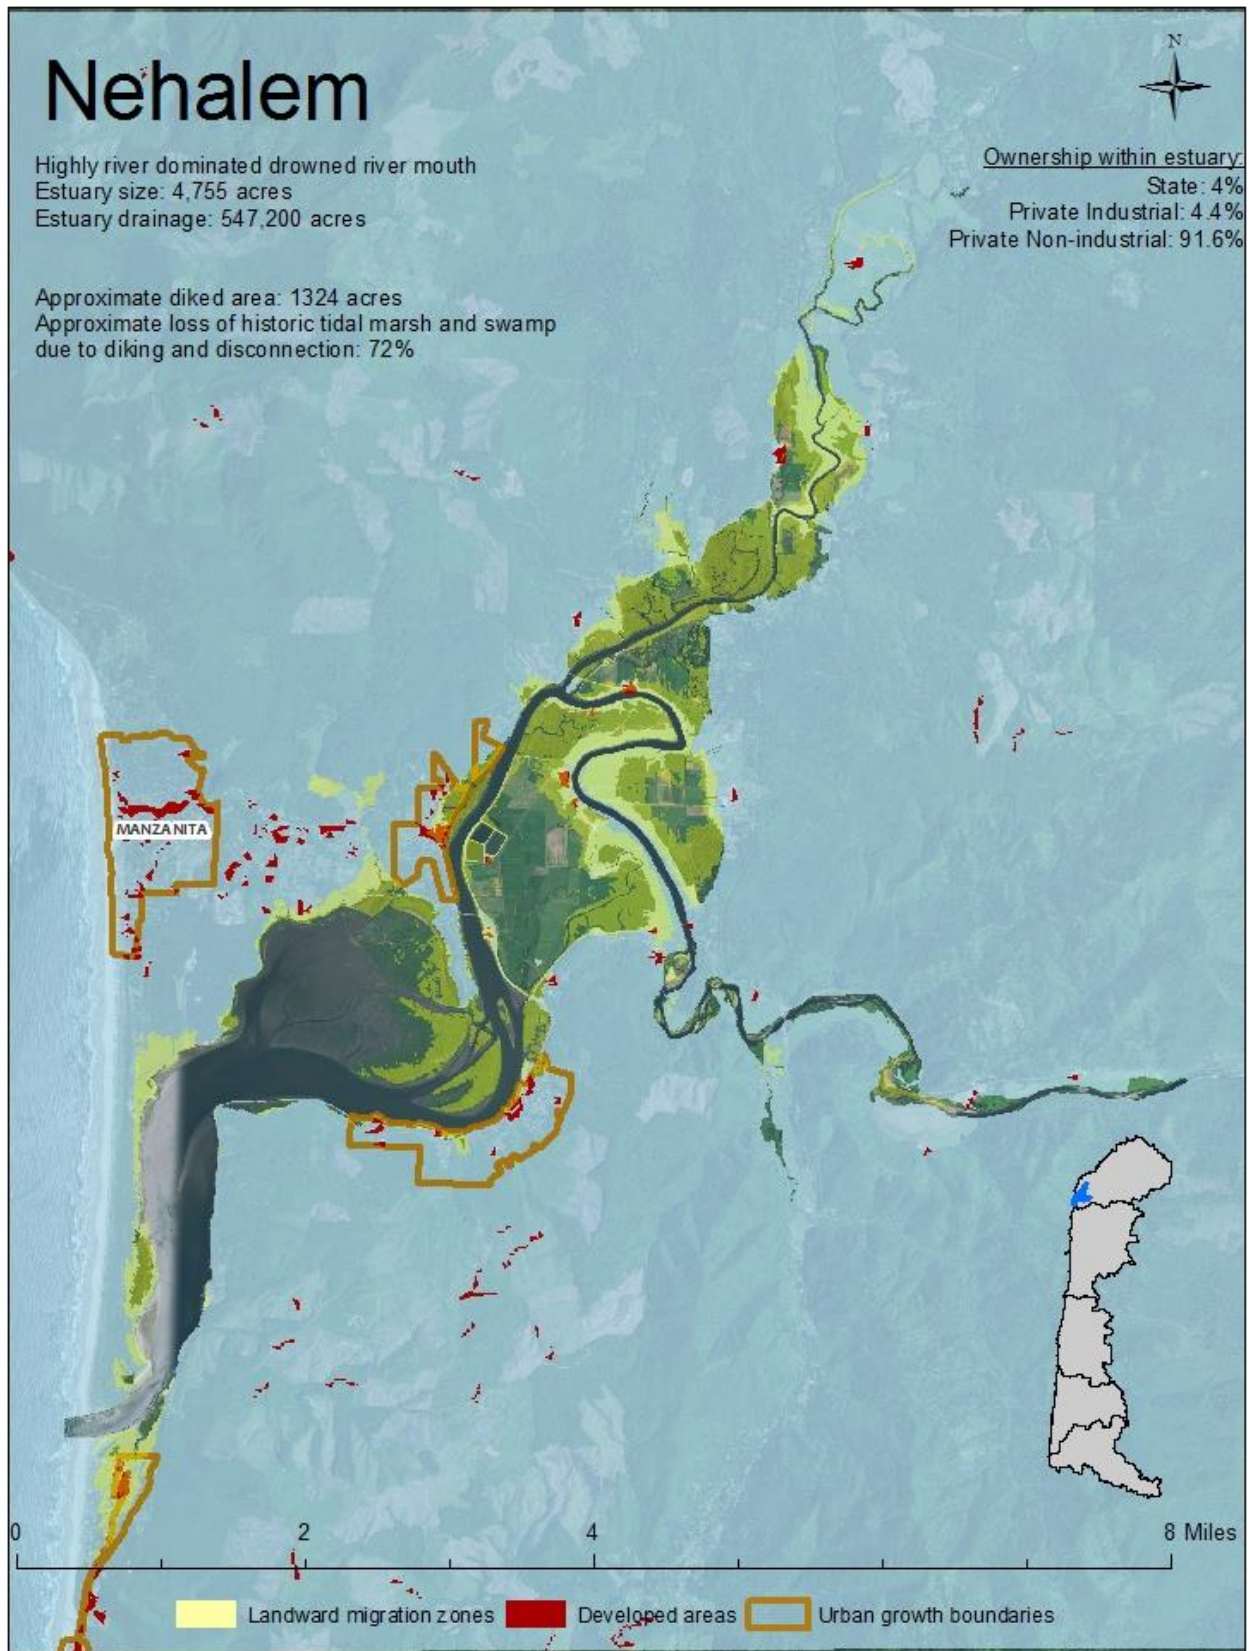 Nehalem
N
Highly river dominated drowned river mouth
Estuary size: 4,755 acres
Estuary drainage: 547,200 acres
Ownership within estuary:
State: 4%
Private Industrial: 4.4%
Private Non-industrial: 91.6%
Approximate diked area: 1324 acres
Approximate loss of historic tidal marsh and swamp
due to diking and disconnection: 72%
MANZANITA
0 2 4 8 Miles
Landward migration zones Developed areas Urban growth boundaries